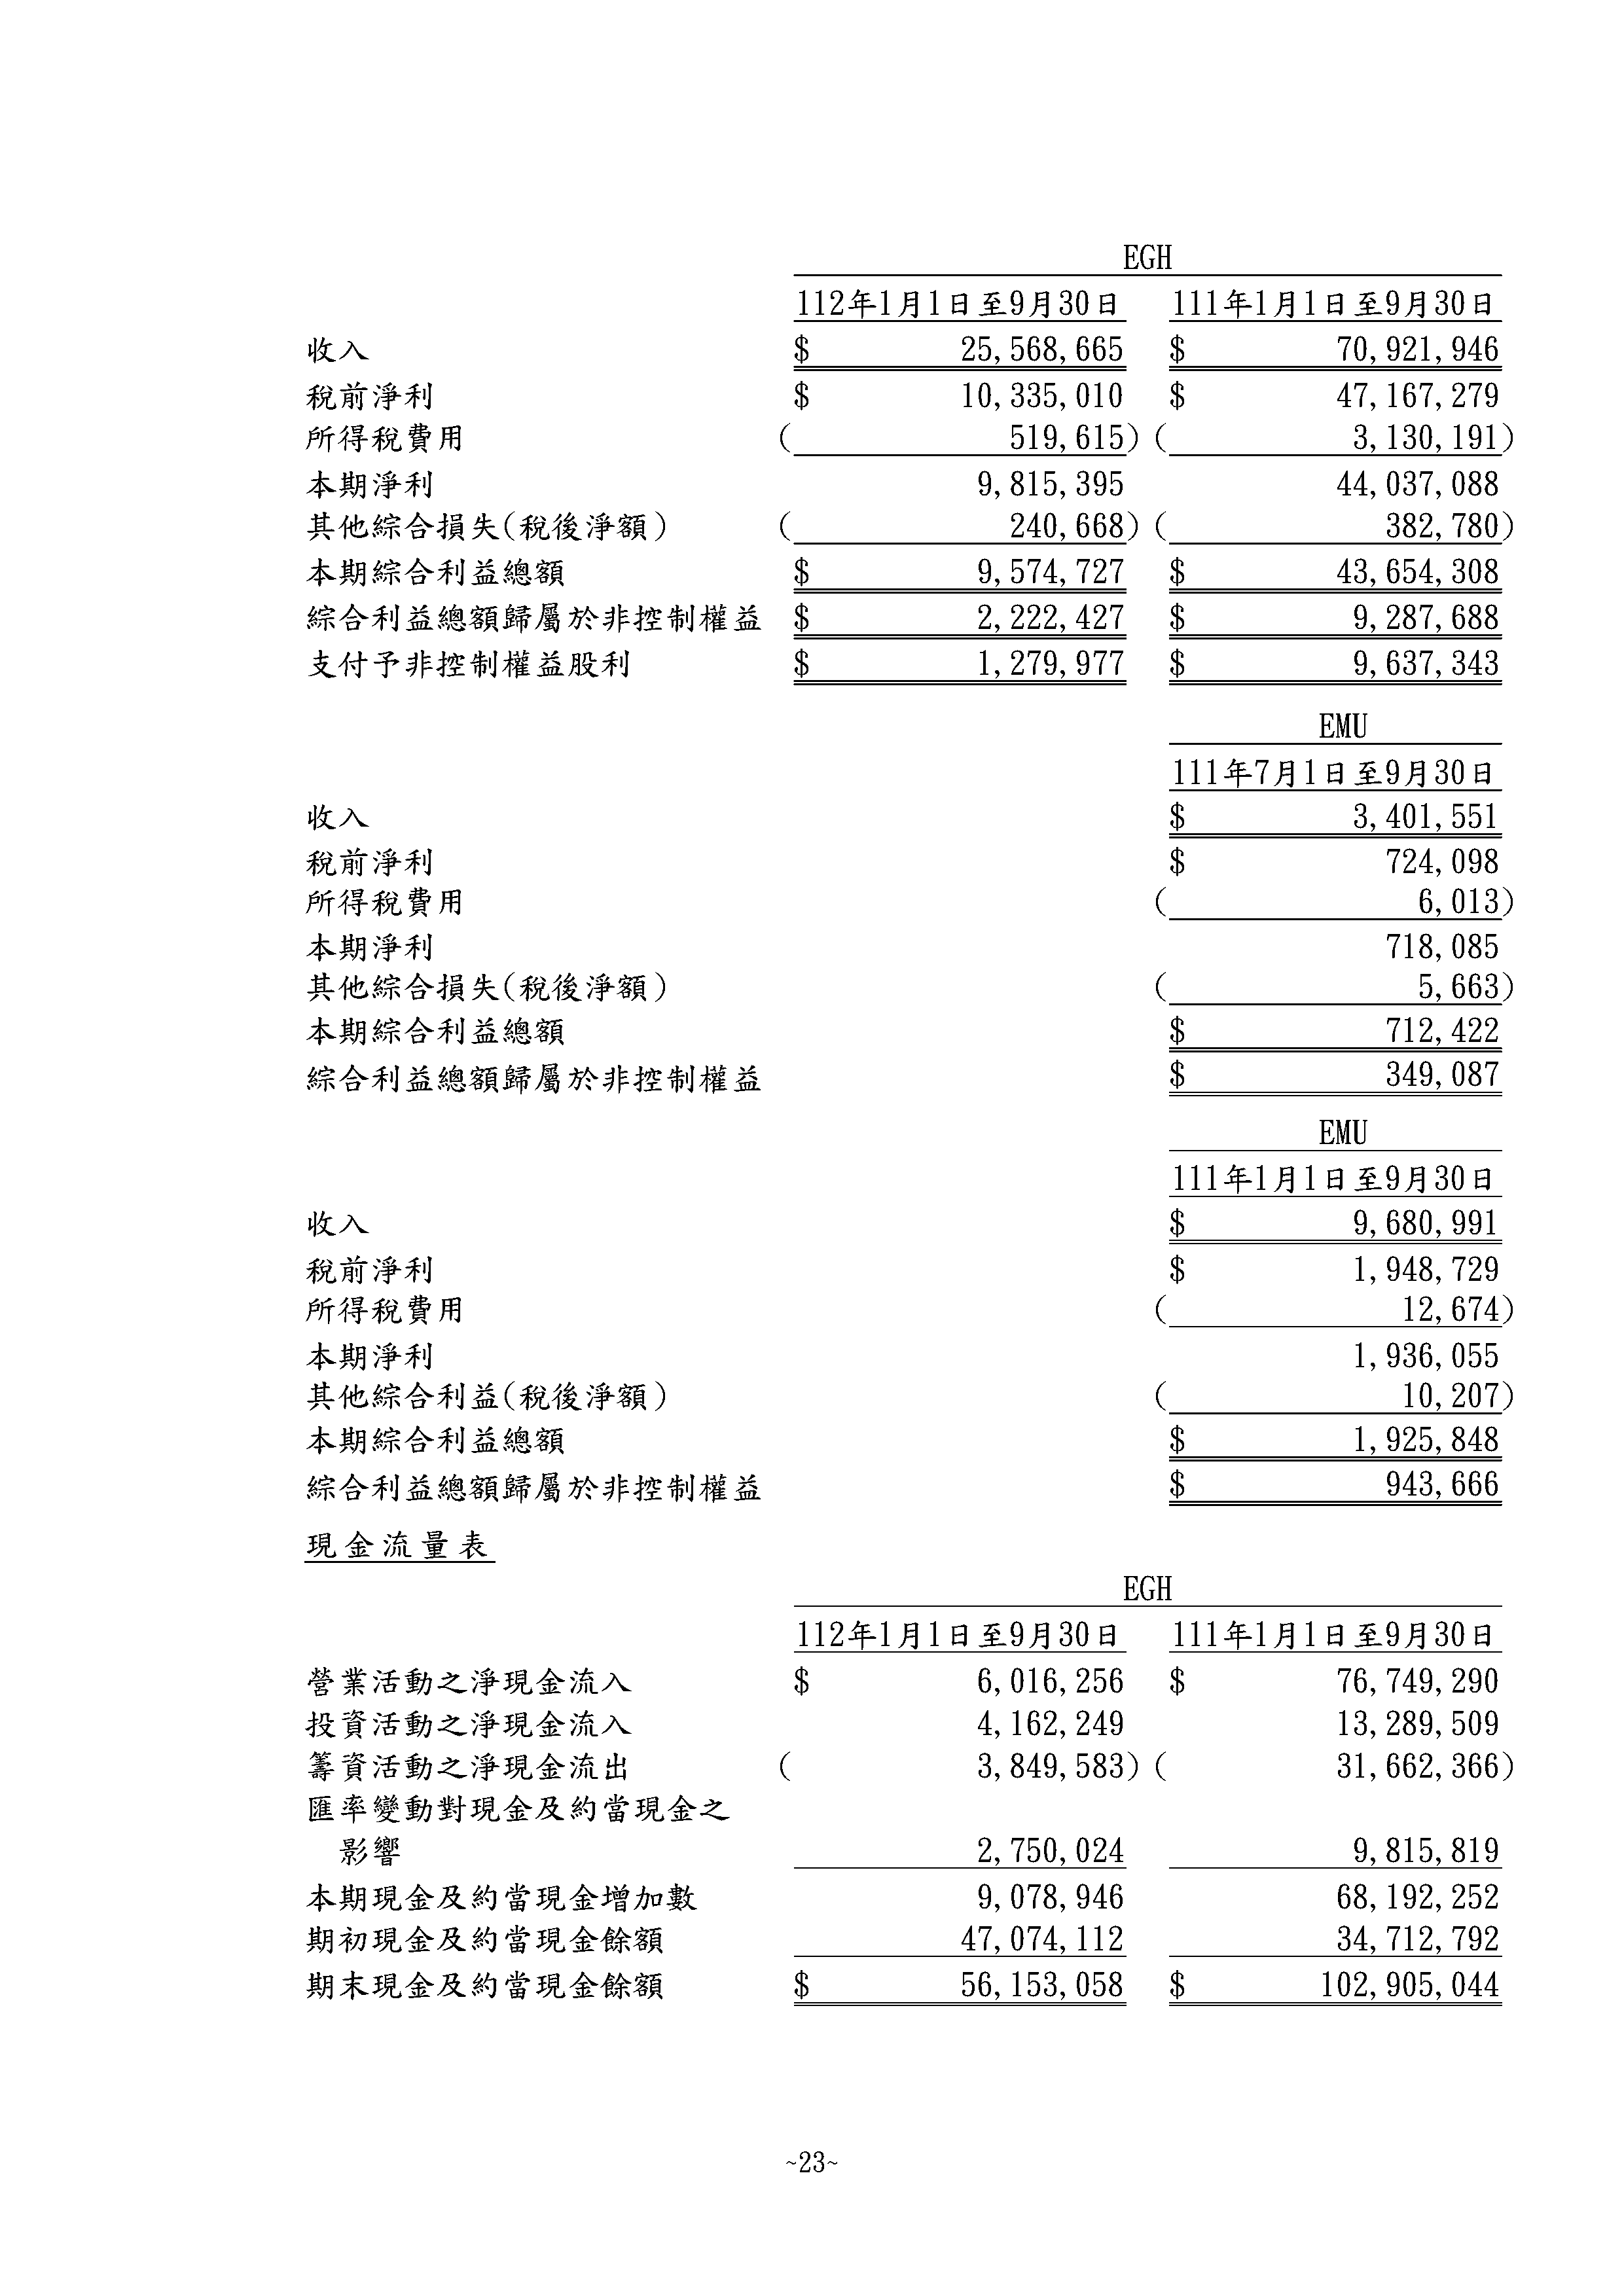 EGH
112年1月1日至9月30日 111年1月1日至9月30日
收入 $ 25,568,665 $ 70,921,946
稅前淨利 $ 10,335,010 $ 47,167,279
所得稅費用 ( 519,615) ( 3,130,191)
本期淨利 9,815,395 44,037,088
其他綜合損失(稅後淨額) ( 240,668) ( 382,780)
本期綜合利益總額 $ 9,574,727 $ 43,654,308
綜合利益總額歸屬於非控制權益 $ 2,222,427 $ 9,287,688
支付予非控制權益股利 $ 1,279,977 $ 9,637,343
EMU
111年7月1日至9月30日
收入 $ 3,401,551
稅前淨利 $ 724,098
所得稅費用 ( 6,013)
本期淨利 718,085
其他綜合損失(稅後淨額) ( 5,663)
本期綜合利益總額 $ 712,422
綜合利益總額歸屬於非控制權益 $ 349,087
EMU
111年1月1日至9月30日
收入 $ 9,680,991
稅前淨利 $ 1,948,729
所得稅費用 ( 12,674)
本期淨利 1,936,055
其他綜合利益(稅後淨額) ( 10,207)
本期綜合利益總額 $ 1,925,848
綜合利益總額歸屬於非控制權益 $ 943,666
現金流量表
EGH
112年1月1日至9月30日 111年1月1日至9月30日
營業活動之淨現金流入 $ 6,016,256 $ 76,749,290
投資活動之淨現金流入 4,162,249 13,289,509
籌資活動之淨現金流出 ( 3,849,583) ( 31,662,366)
匯率變動對現金及約當現金之
影響 2,750,024 9,815,819
本期現金及約當現金增加數 9,078,946 68,192,252
期初現金及約當現金餘額 47,074,112 34,712,792
期末現金及約當現金餘額 $ 56,153,058 $ 102,905,044
~23~